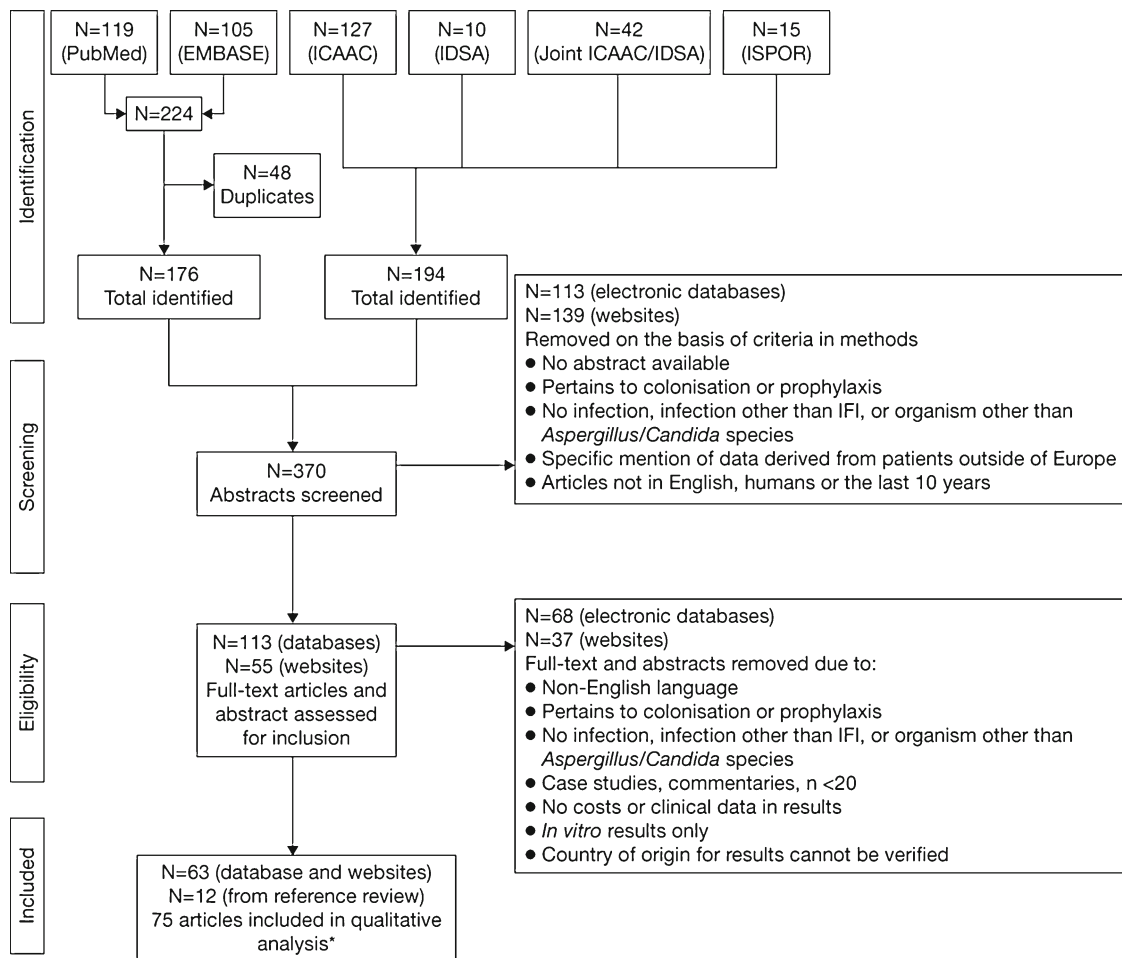 Identification
N=119
(PubMed)
N=105
(EMBASE)
N=127
(ICAAC)
N=10
(IDSA)
N=42
(Joint ICAAC/IDSA)
N=15
(ISPOR)
N=224
N=48
Duplicates
N=176
Total identified
N=194
Total identified
Screening
N=370
Abstracts screened
N=113 (electronic databases)
N=139 (websites)
Removed on the basis of criteria in methods
● No abstract available
● Pertains to colonisation or prophylaxis
● No infection, infection other than IFI, or organism other than
Aspergillus/Candida species
● Specific mention of data derived from patients outside of Europe
● Articles not in English, humans or the last 10 years
Eligibility
N=113 (databases)
N=55 (websites)
Full-text articles and
abstract assessed
for inclusion
N=68 (electronic databases)
N=37 (websites)
Full-text and abstracts removed due to:
● Non-English language
● Pertains to colonisation or prophylaxis
● No infection, infection other than IFI, or organism other than
Aspergillus/Candida species
● Case studies, commentaries, n <20
● No costs or clinical data in results
● In vitro results only
● Country of origin for results cannot be verified
Included
N=63 (database and websites)
N=12 (from reference review)
75 articles included in qualitative
analysis*